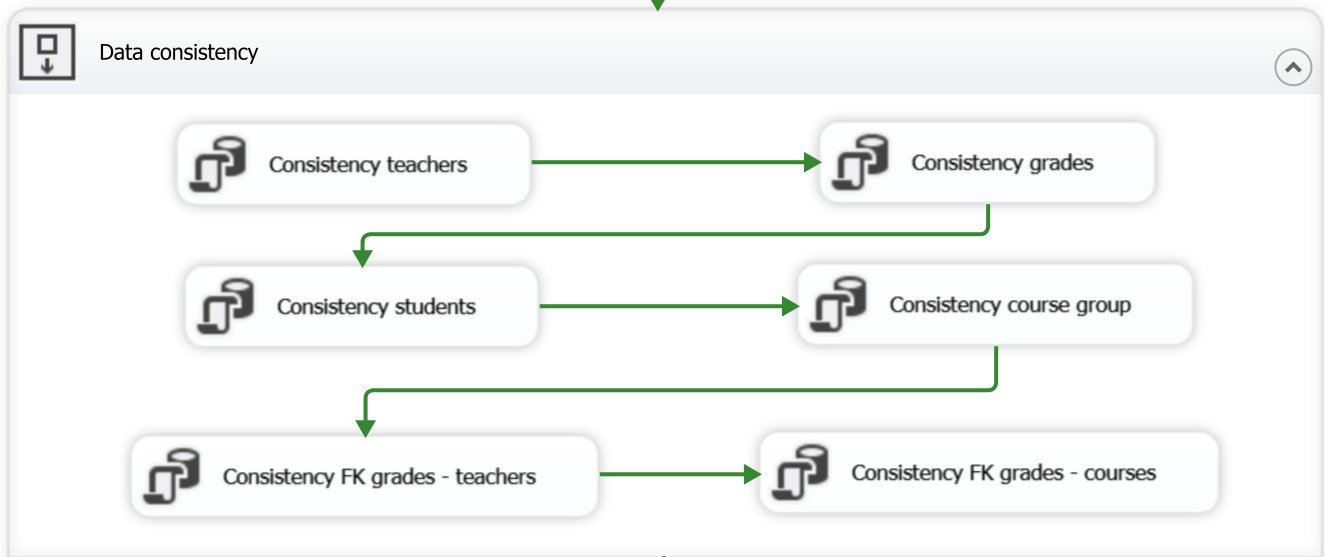 Data consistency
Consistency teachers
Consistency grades
Consistency students
Consistency course group
Consistency FK grades - teachers
Consistency FK grades - courses